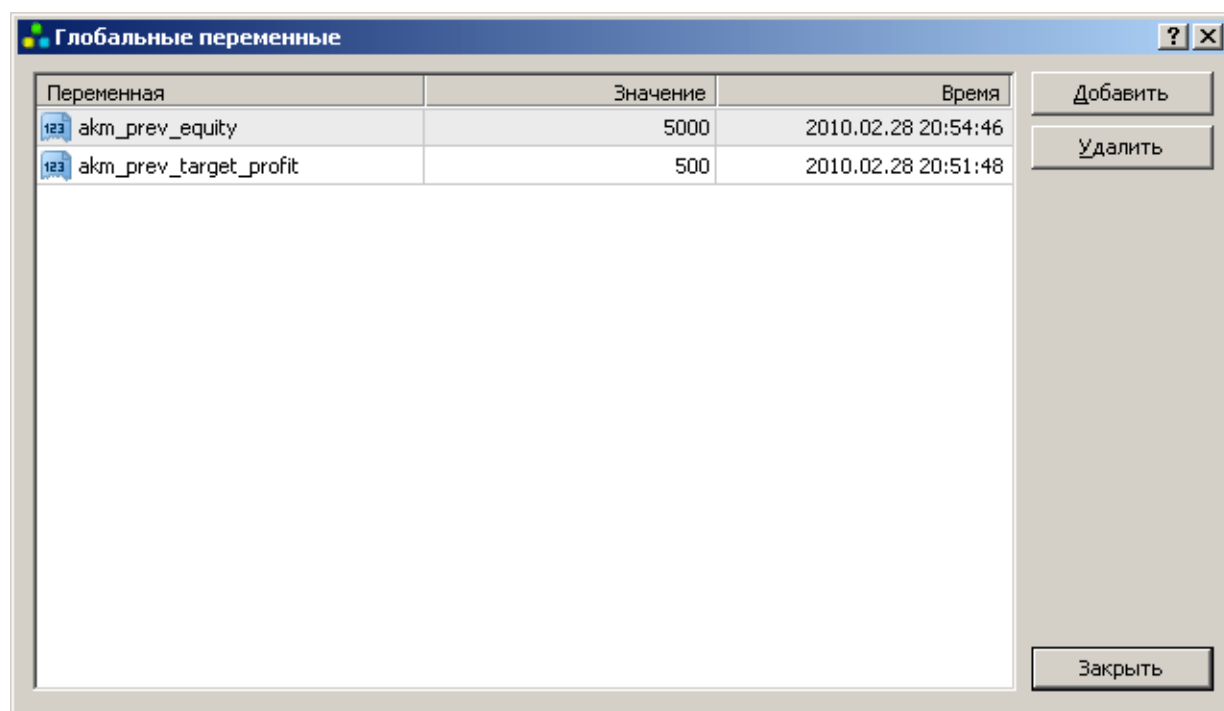 Глобальные переменные
Переменная Значение Время
akm_prev_equity 5000 2010.02.28 20:54:46
akm_prev_target_profit 500 2010.02.28 20:51:48
Добавить
Удалить
Закрыть